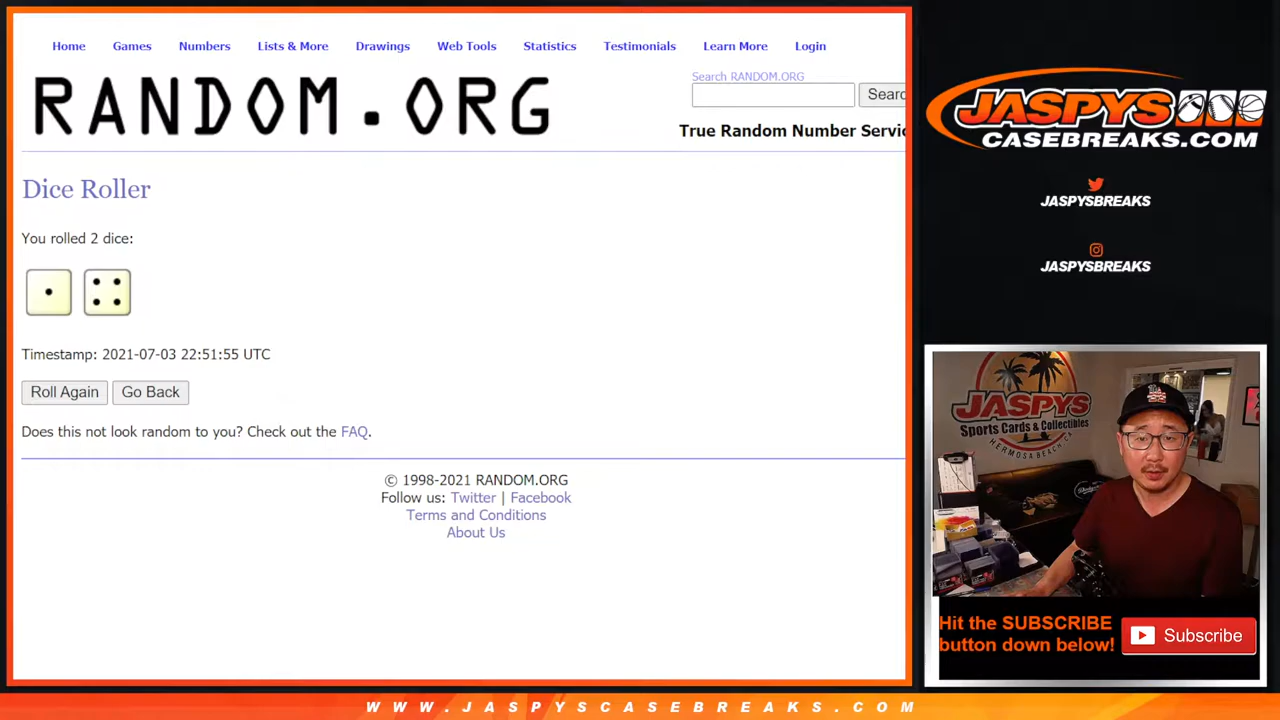 Home Games Numbers Lists & More Drawings Web Tools Statistics Testimonials Learn More Login
RANDOM.ORG
Search RANDOM.ORG
Searc
True Random Number Servic
Dice Roller
You rolled 2 dice:
Timestamp: 2021-07-03 22:51:55 UTC
Roll Again Go Back
Does this not look random to you? Check out the FAQ.
© 1998-2021 RANDOM.ORG
Follow us: Twitter | Facebook
Terms and Conditions
About Us
JASPYS
CASEBREAKS.COM
JASPYSBREAKS
JASPYSBREAKS
JASPYS
Sports Cards & Collectibles
HERMOSA BEACH, CA
Hit the SUBSCRIBE
button down below!
Subscribe
WWW.JASPYSCASEBREAKS.COM